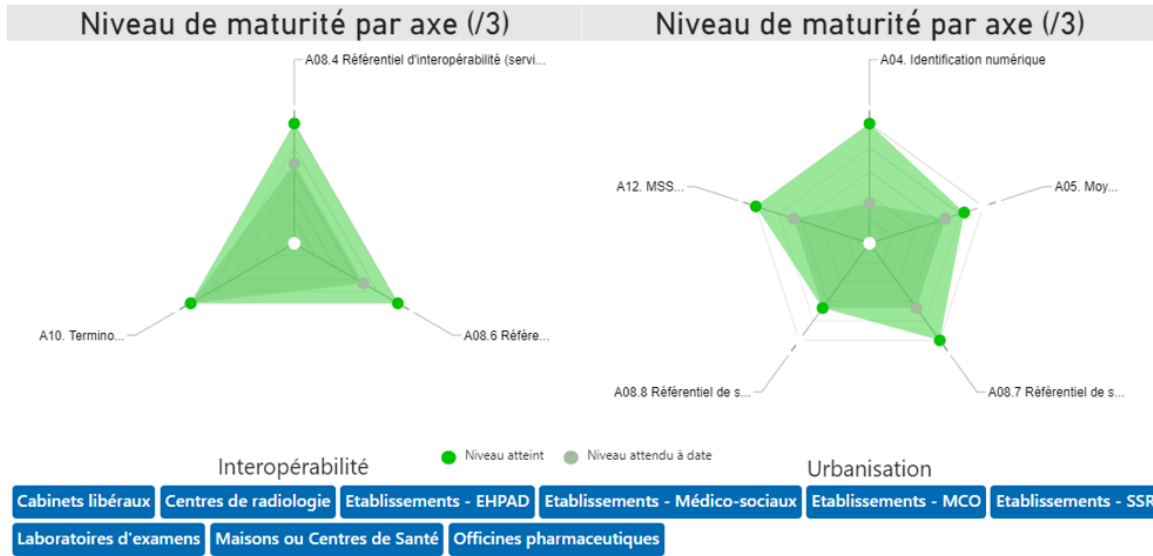 Niveau de maturité par axe (/3)
Niveau de maturité par axe (/3)
A08.4 Référentiel d'interopérabilité (servi...
A10. Termino...
A08.6 Référe...
A04. Identification numérique
A12. MSS...
A05. Moy...
A08.8 Référentiel de s...
A08.7 Référentiel de s...
Interopérabilité
Niveau atteint
Niveau attendu à date
Urbanisation
Cabinets libéraux
Centres de radiologie
Etablissements - EHPAD
Etablissements - Médico-sociaux
Etablissements - MCO
Etablissements - SSR
Laboratoires d'examens
Maisons ou Centres de Santé
Officines pharmaceutiques